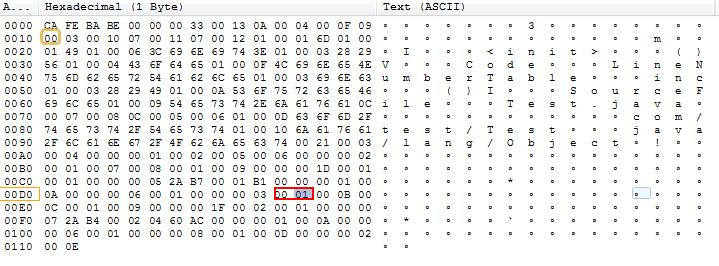 A... Hexadecimal (1 Byte) Text (ASCII)
0000 CA FE BA BE 00 00 00 33 00 13 0A 00 04 00 0F 09 ° ° ° ° ° ° ° 3 ° ° ° ° ° ° ° °
0010 00 03 00 10 07 00 11 07 00 12 01 00 01 6D 01 00 ° ° ° ° ° ° ° ° ° ° ° ° ° m ° °
0020 01 49 01 00 06 3C 69 6E 69 74 3E 01 00 03 28 29 ° I ° ° ° < i n i t > ° ° ° ( )
0030 56 01 00 04 43 6F 64 65 01 00 0F 4C 69 6E 65 4E V ° ° ° C o d e ° ° ° L i n e N
0040 75 6D 62 65 72 54 61 62 6C 65 01 00 03 69 6E 63 u m b e r T a b l e ° ° ° i n c
0050 01 00 03 28 29 49 01 00 0A 53 6F 75 72 63 65 46 ° ° ° ( ) I ° ° ° S o u r c e F
0060 69 6C 65 01 00 09 54 65 73 74 2E 6A 61 76 61 0C i l e ° ° ° T e s t . j a v a °
0070 00 07 00 08 0C 00 05 00 06 01 00 0D 63 6F 6D 2F ° ° ° ° ° ° ° ° ° ° ° ° c o m /
0080 74 65 73 74 2F 54 65 73 74 01 00 10 6A 61 76 61 t e s t / T e s t ° ° ° j a v a
0090 2F 6C 61 6E 67 2F 4F 62 6A 65 63 74 00 21 00 03 / l a n g / O b j e c t ° ! ° °
00A0 00 04 00 00 00 01 00 02 00 05 00 06 00 00 00 02 ° ° ° ° ° ° ° ° ° ° ° ° ° ° ° °
00B0 00 01 00 07 00 08 00 01 00 09 00 00 00 1D 00 01 ° ° ° ° ° ° ° ° ° ° ° ° ° ° ° °
00C0 00 01 00 00 00 05 2A B7 00 01 B1 00 00 00 01 00 ° ° ° ° ° ° * ° ° ° ° ° ° ° ° °
00D0 0A 00 00 00 06 00 01 00 00 00 03 00 01 00 0B 00 ° ° ° ° ° ° ° ° ° ° ° ° ° ° ° °
00E0 0C 00 01 00 09 00 00 00 1F 00 02 00 01 00 00 00 ° ° ° ° ° ° ° ° ° ° ° ° ° ° ° °
00F0 07 2A B4 00 02 04 60 AC 00 00 00 01 00 0A 00 00 ° * ° ° ° ° ` ° ° ° ° ° ° ° ° °
0100 00 06 00 01 00 00 00 08 00 01 00 0D 00 00 00 02 ° ° ° ° ° ° ° ° ° ° ° ° ° ° ° °
0110 00 0E ° °